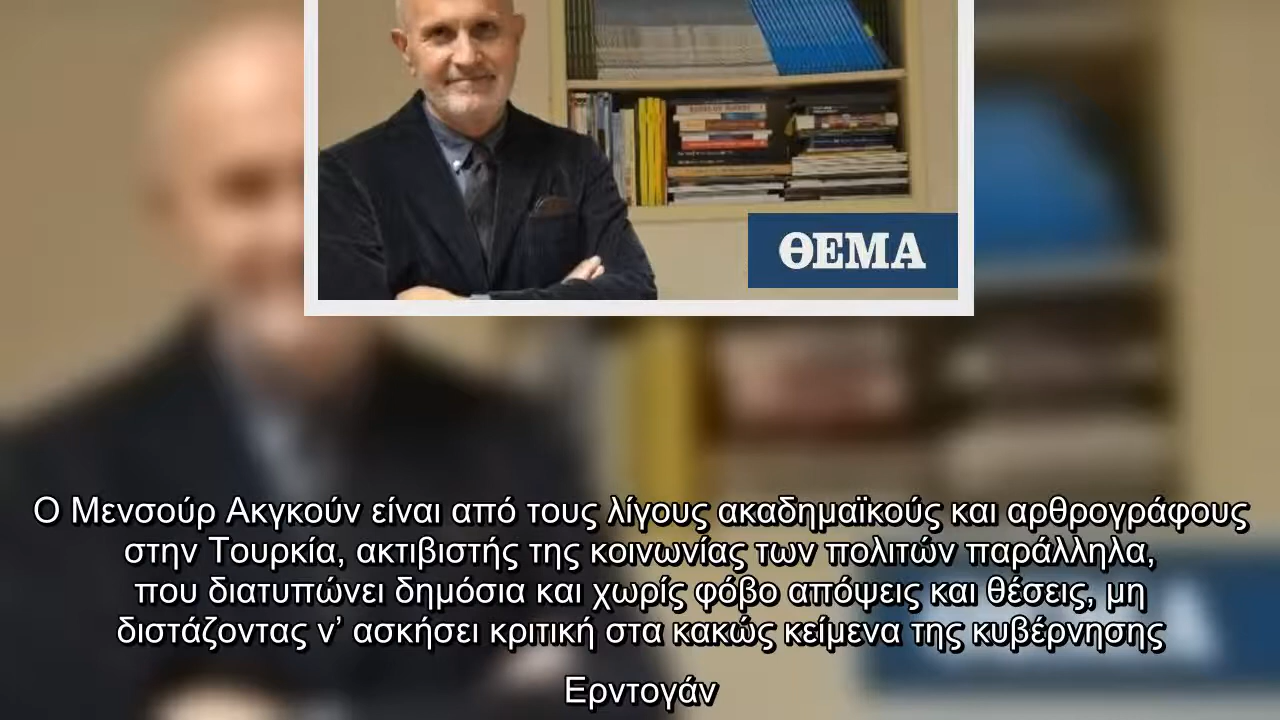 ΘΕΜΑ
Ο Μενσούρ Ακγκούν είναι από τους λίγους ακαδημαϊκούς και αρθρογράφους
στην Τουρκία, ακτιβιστής της κοινωνίας των πολιτών παράλληλα,
που διατυπώνει δημόσια και χωρίς φόβο απόψεις και θέσεις, μη
διστάζοντας ν’ ασκήσει κριτική στα κακώς κείμενα της κυβέρνησης
Ερντογάν